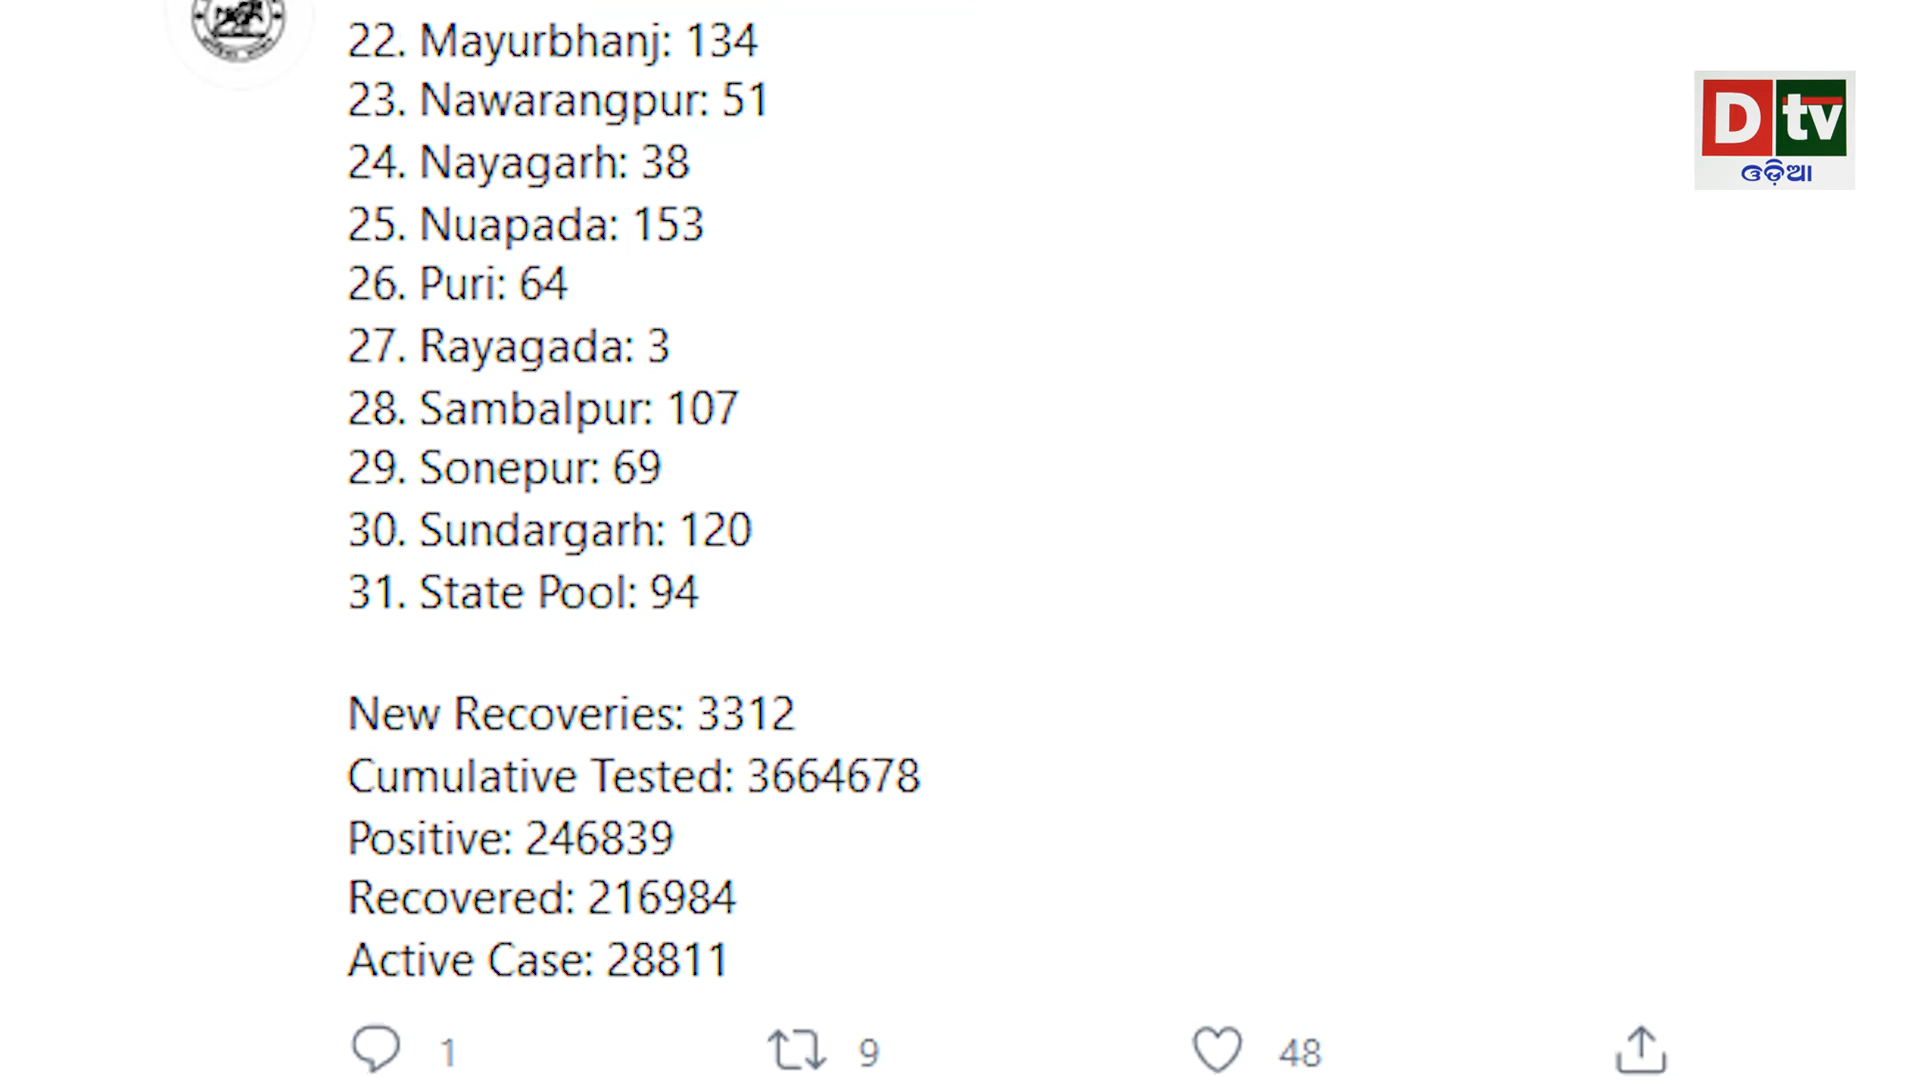 22. Mayurbhanj: 134
23. Nawarangpur: 51
24. Nayagarh: 38
25. Nuapada: 153
26. Puri: 64
27. Rayagada: 3
28. Sambalpur: 107
29. Sonepur: 69
30. Sundargarh: 120
31. State Pool: 94
New Recoveries: 3312
Cumulative Tested: 3664678
Positive: 246839
Recovered: 216984
Active Case: 28811
1 9 48
D tv
ଓଡ଼ିଆ